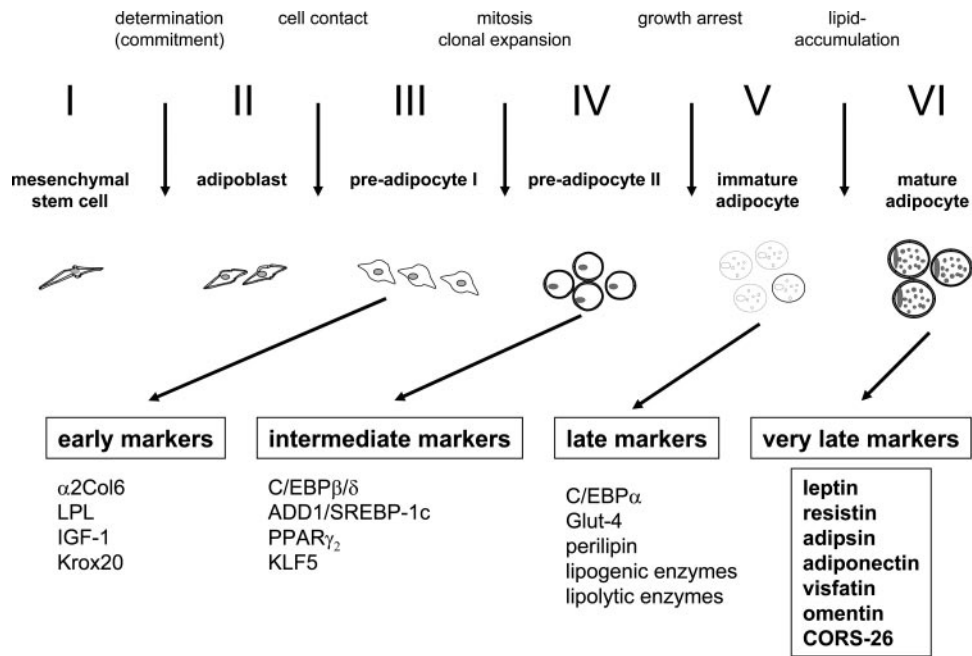 determination
(commitment)
cell contact
mitosis
clonal expansion
growth arrest
lipid-
accumulation
I
II
III
IV
V
VI
mesenchymal
stem cell
adipoblast
pre-adipocyte I
pre-adipocyte II
immature
adipocyte
mature
adipocyte
early markers
α2Col6
LPL
IGF-1
Krox20
intermediate markers
C/EBPβ/δ
ADD1/SREBP-1c
PPARγ₂
KLF5
late markers
C/EBPα
Glut-4
perilipin
lipogenic enzymes
lipolytic enzymes
very late markers
leptin
resistin
adipsin
adiponectin
visfatin
omentin
CORS-26